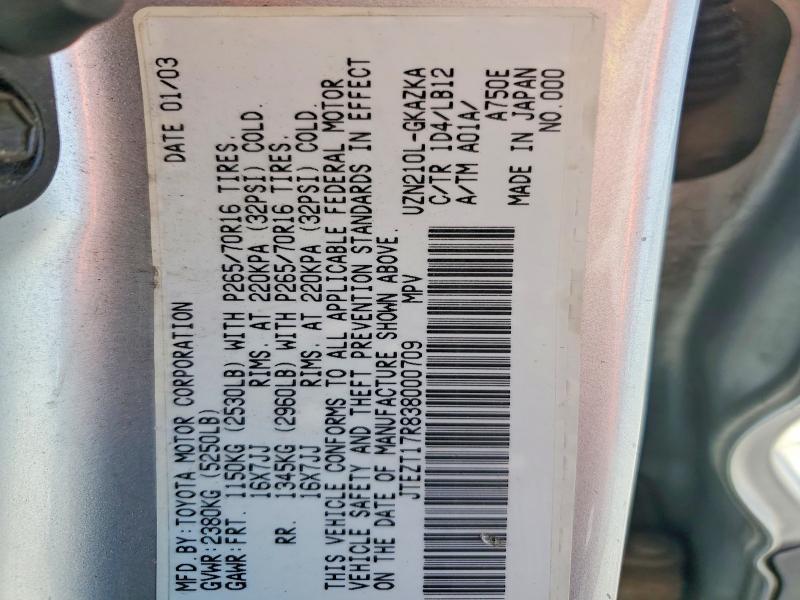 MFD.BY:TOYOTA MOTOR CORPORATION DATE 01/03
GVWR:2380KG (5250LB)
GAWR:FRT. 1150KG (2530LB) WITH P265/70R16 TIRES.
16X7JJ RIMS. AT 220KPA (32PSI) COLD.
RR. 1345KG (2960LB) WITH P265/70R16 TIRES.
16X7JJ RIMS. AT 220KPA (32PSI) COLD.
THIS VEHICLE CONFORMS TO ALL APPLICABLE FEDERAL MOTOR
VEHICLE SAFETY AND THEFT PREVENTION STANDARDS IN EFFECT
ON THE DATE OF MANUFACTURE SHOWN ABOVE.
JTEZT17R838000709 MPV
UZN210L-GKAZKA
C/TR 1D4/LB12
A/TM A01A/ A750E
MADE IN JAPAN
NO.000